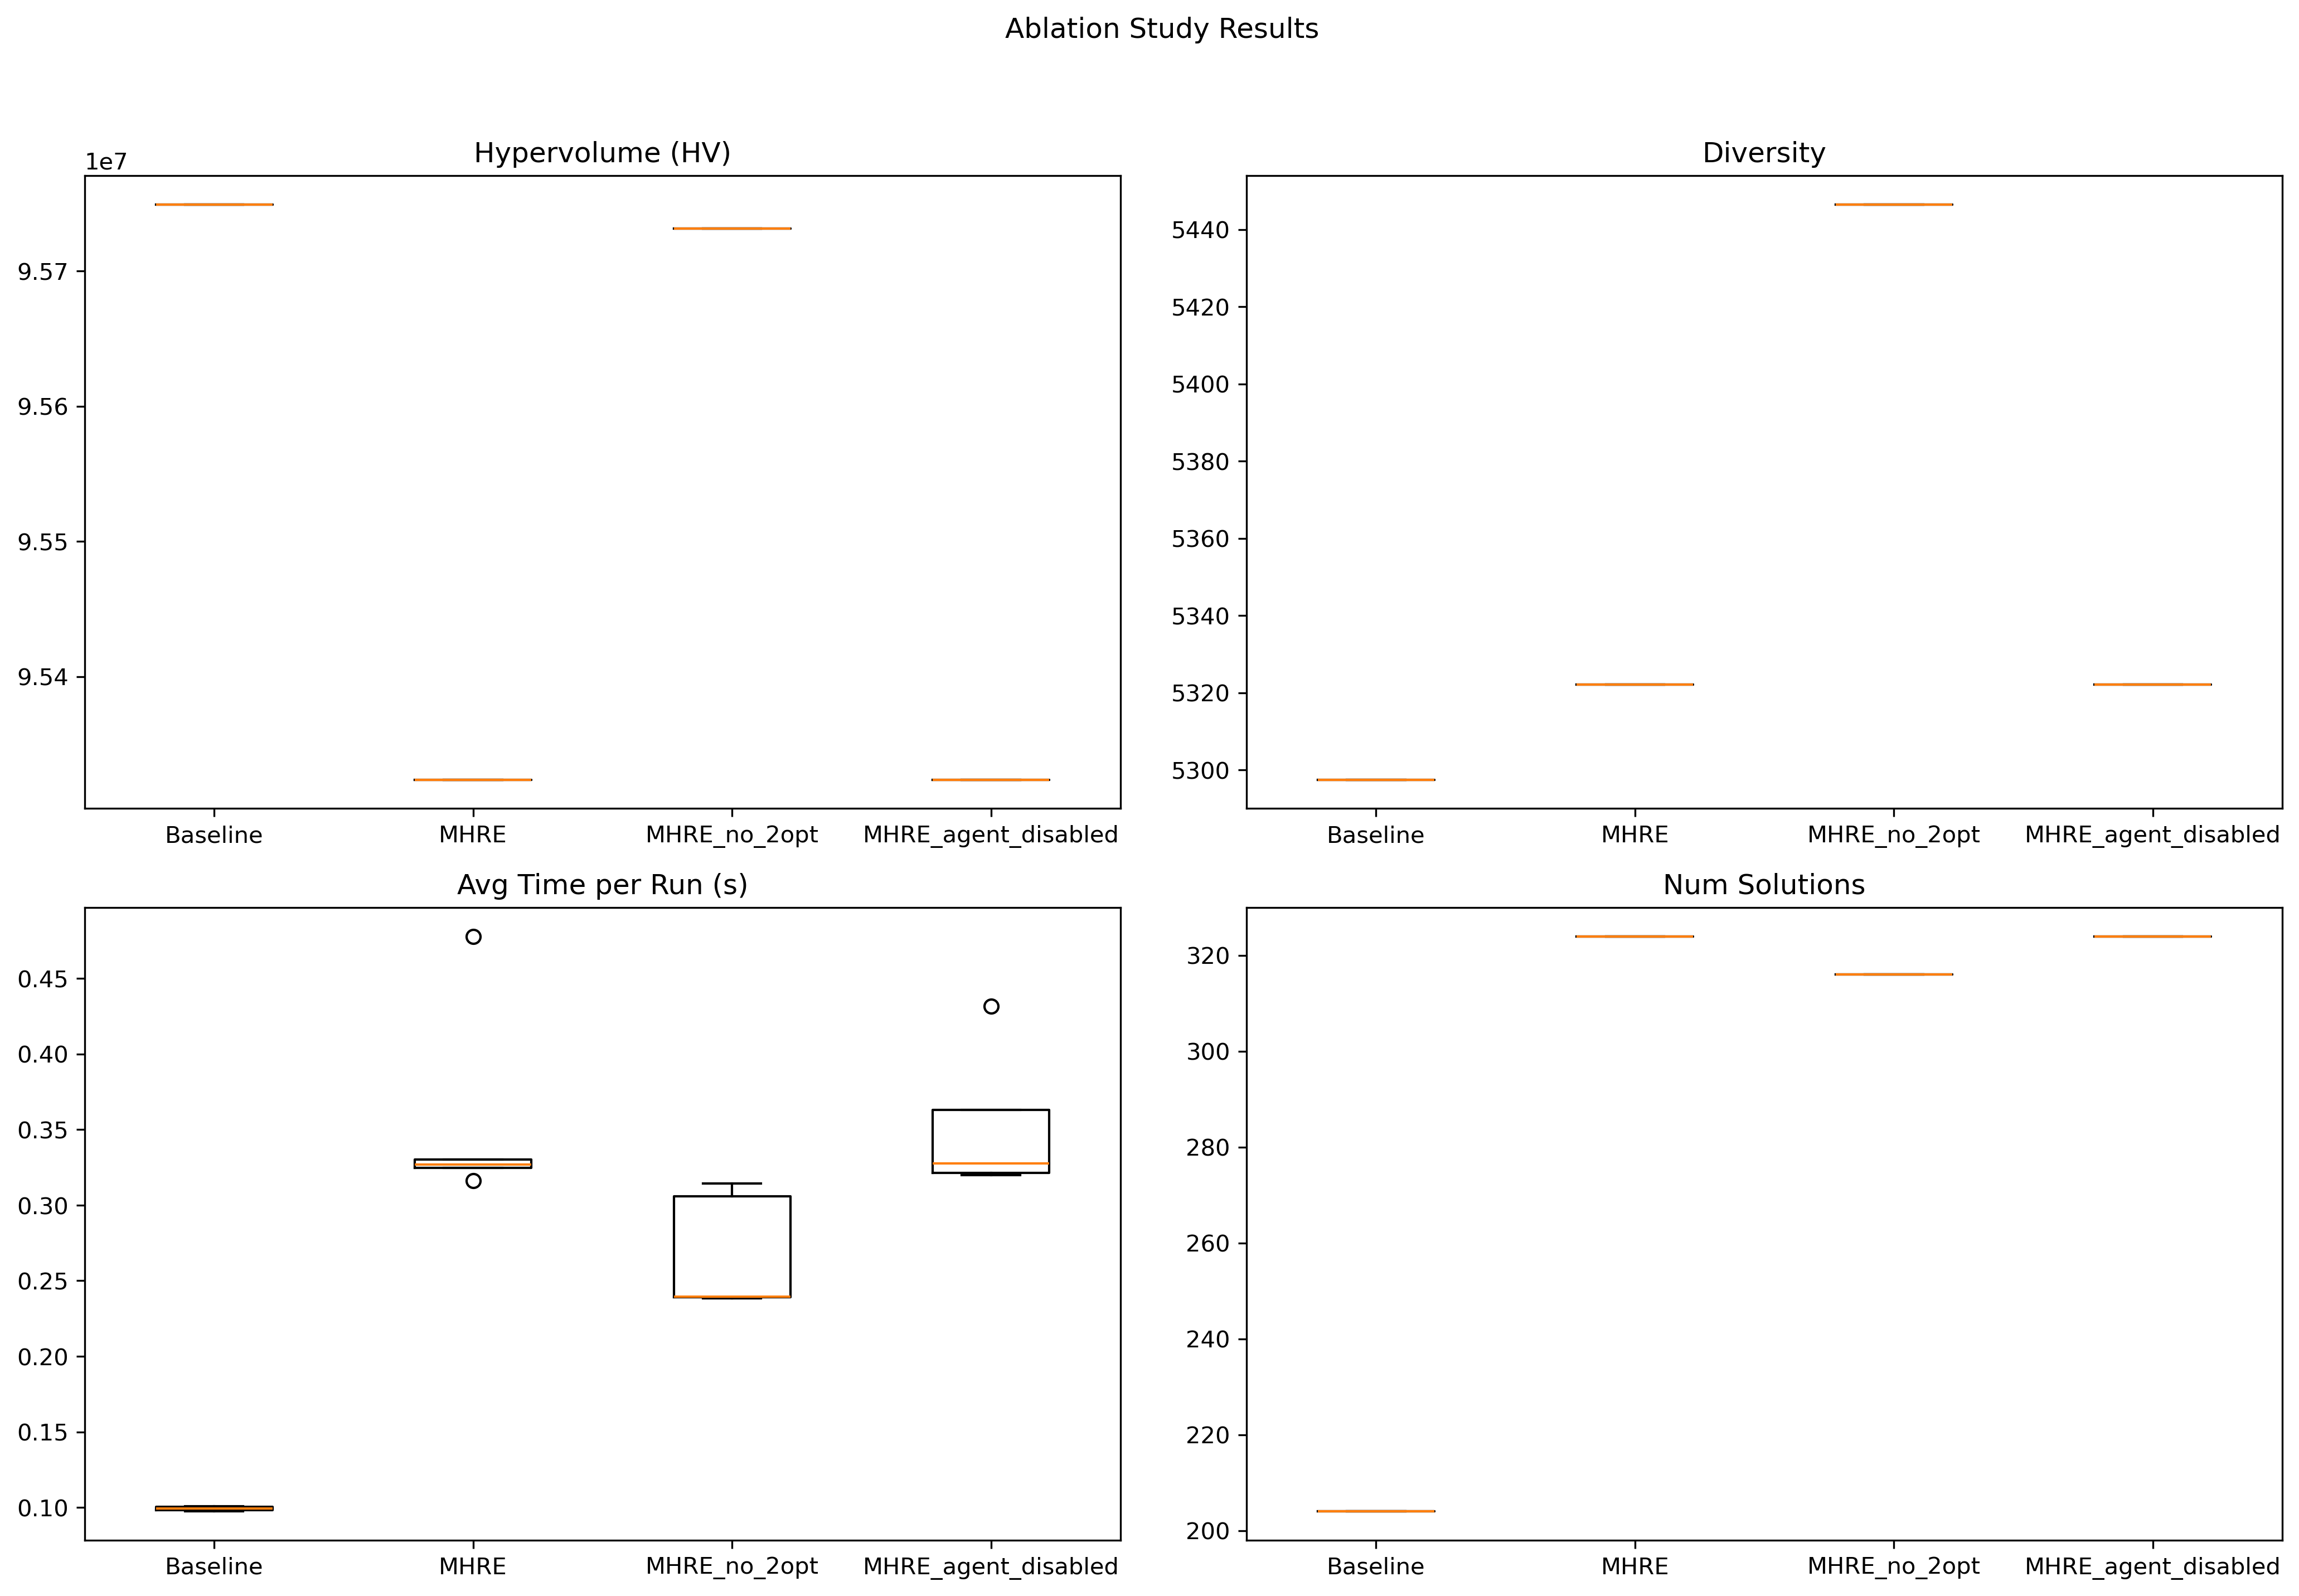 Ablation Study Results
Hypervolume (HV)
1e7
9.57
9.56
9.55
9.54
Baseline MHRE MHRE_no_2opt MHRE_agent_disabled
Diversity
5440
5420
5400
5380
5360
5340
5320
5300
Baseline MHRE MHRE_no_2opt MHRE_agent_disabled
Avg Time per Run (s)
0.45
0.40
0.35
0.30
0.25
0.20
0.15
0.10
Baseline MHRE MHRE_no_2opt MHRE_agent_disabled
Num Solutions
320
300
280
260
240
220
200
Baseline MHRE MHRE_no_2opt MHRE_agent_disabled